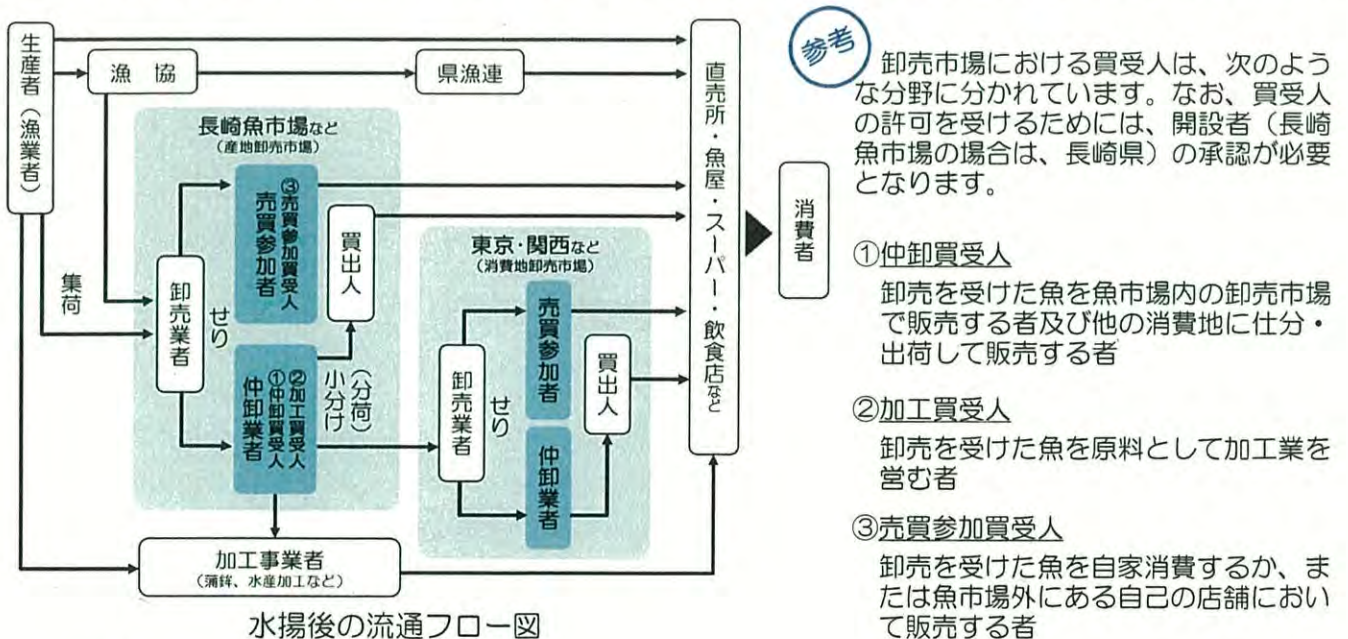 生産者（漁業者）
漁　協
県漁連
集荷
長崎魚市場など
（産地卸売市場）
卸売業者
せり
③売買参加買受人
売買参加者
②加工買受人
①仲卸買受人
仲卸業者
買出人
（分荷）
小分け
東京・関西など
（消費地卸売市場）
卸売業者
せり
売買参加者
仲卸業者
買出人
直売所・魚屋・スーパー・飲食店など
消費者
加工事業者
（蒲鉾、水産加工など）
水揚後の流通フロー図
参考
卸売市場における買受人は、次のよう
な分野に分かれています。なお、買受人
の許可を受けるためには、開設者（長崎
魚市場の場合は、長崎県）の承認が必要
となります。
①仲卸買受人
卸売を受けた魚を魚市場内の卸売市場
で販売する者及び他の消費地に仕分・
出荷して販売する者
②加工買受人
卸売を受けた魚を原料として加工業を
営む者
③売買参加買受人
卸売を受けた魚を自家消費するか、ま
たは魚市場外にある自己の店舗におい
て販売する者